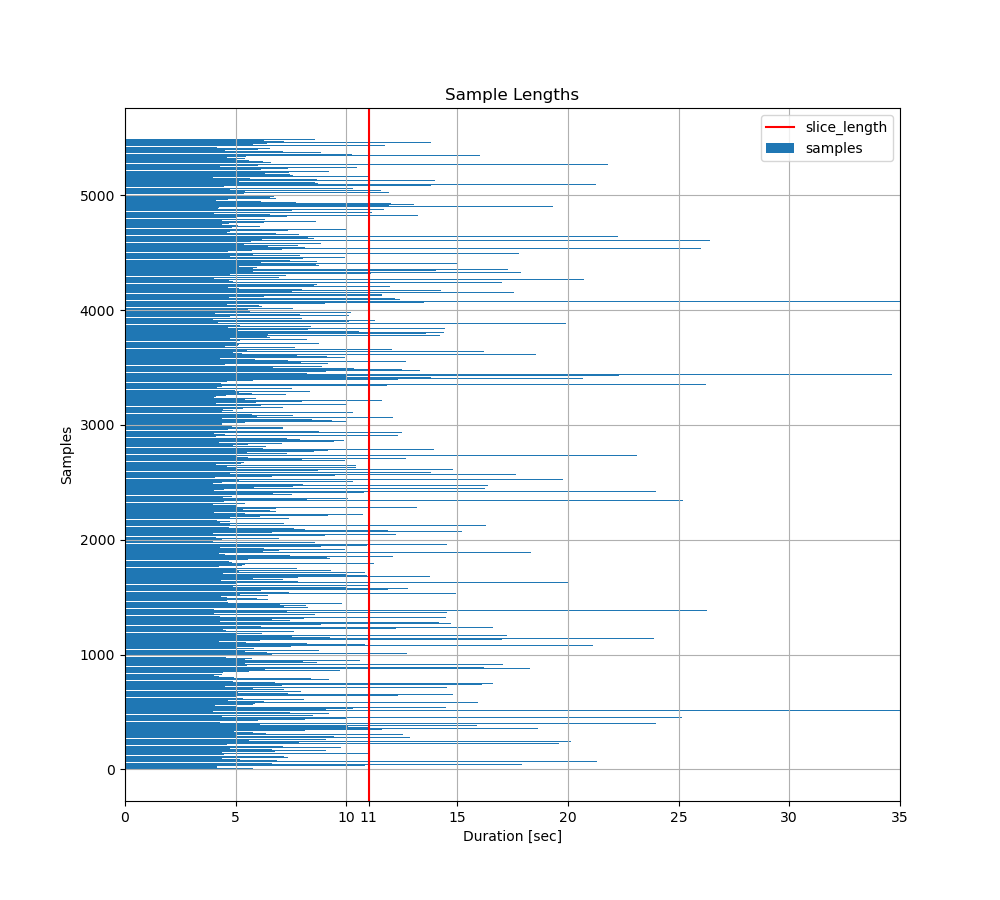 Sample Lengths
slice_length
samples
5000
4000
3000
2000
1000
0
Samples
0 5 10 11 15 20 25 30 35
Duration [sec]